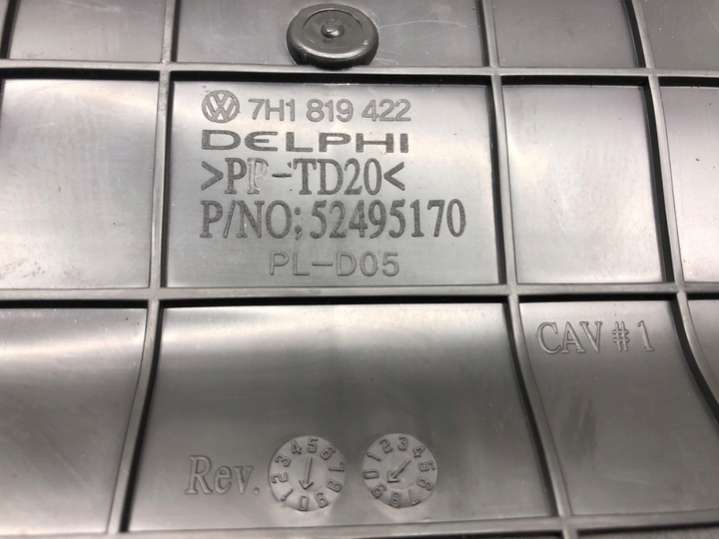 7H1 819 422
DELPHI
>PP-TD20<
P/NO; 52495170
PL-D05
CAV # 1
Rev.